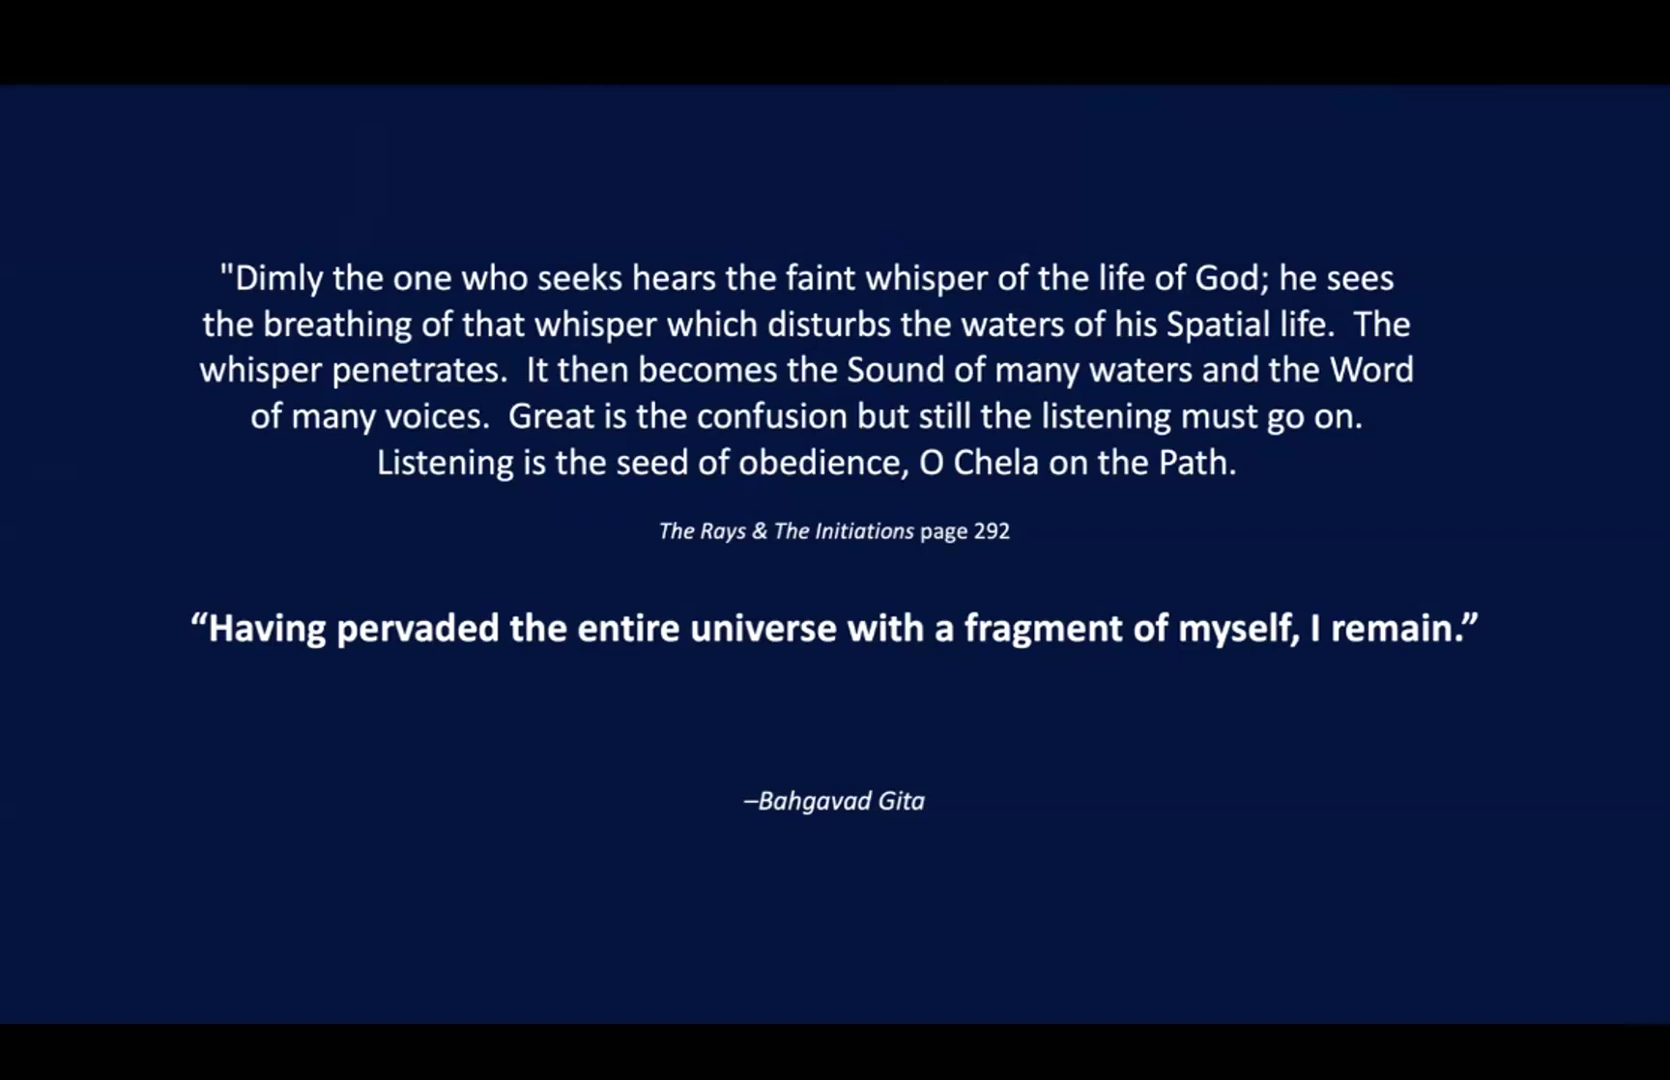 "Dimly the one who seeks hears the faint whisper of the life of God; he sees
the breathing of that whisper which disturbs the waters of his Spatial life.  The
whisper penetrates.  It then becomes the Sound of many waters and the Word
of many voices.  Great is the confusion but still the listening must go on.
Listening is the seed of obedience, O Chela on the Path.
The Rays & The Initiations page 292
“Having pervaded the entire universe with a fragment of myself, I remain.”
–Bahgavad Gita